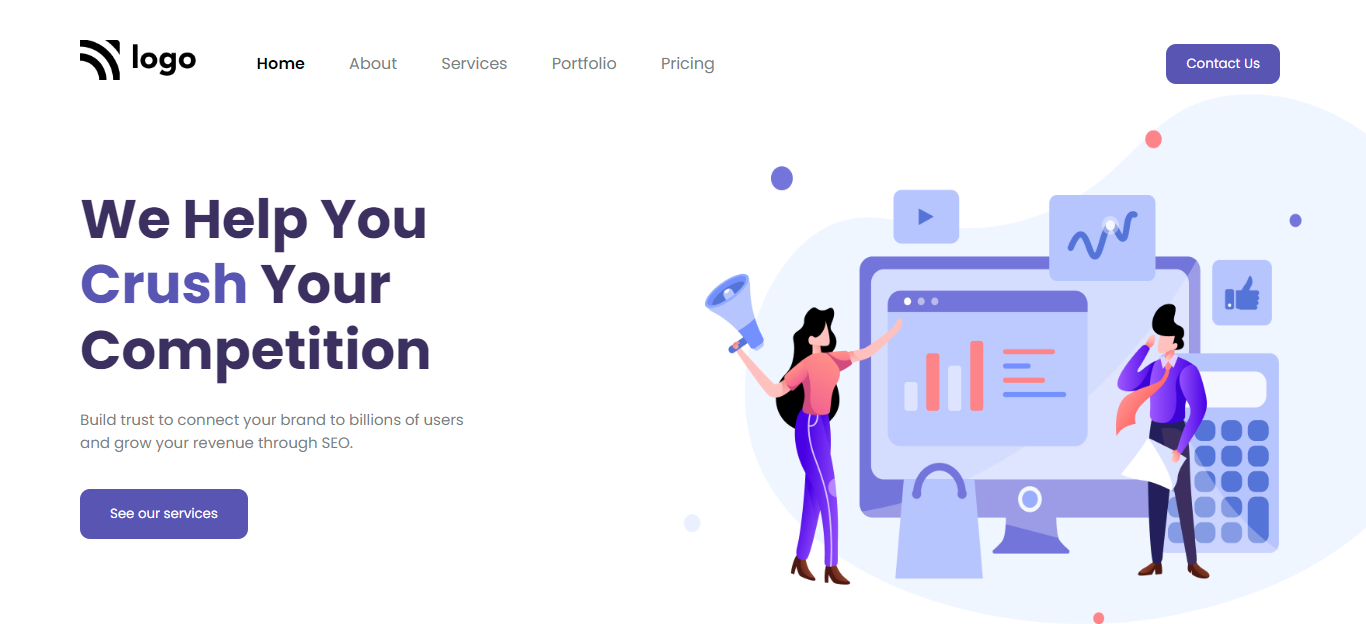 logo
Home About Services Portfolio Pricing
Contact Us
We Help You
Crush Your
Competition
Build trust to connect your brand to billions of users
and grow your revenue through SEO.
See our services